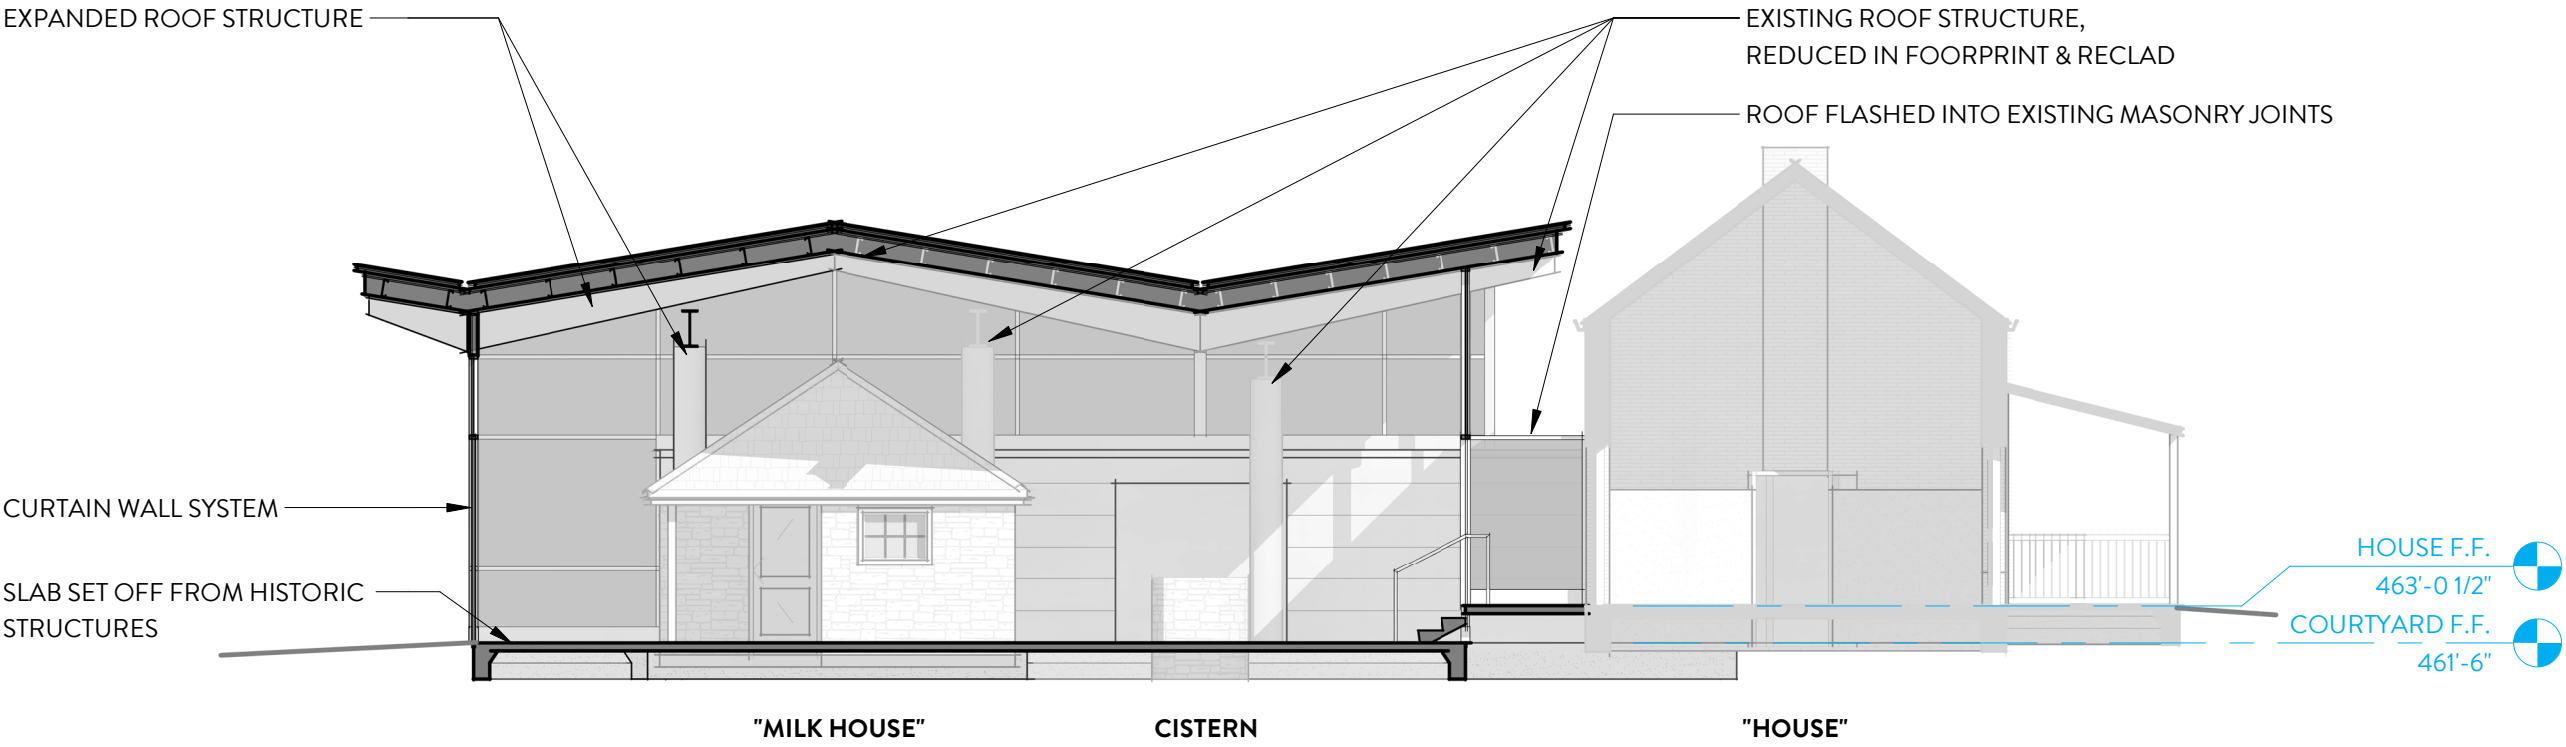 EXPANDED ROOF STRUCTURE
EXISTING ROOF STRUCTURE,
REDUCED IN FOORPRINT & RECLAD
ROOF FLASHED INTO EXISTING MASONRY JOINTS
CURTAIN WALL SYSTEM
SLAB SET OFF FROM HISTORIC
STRUCTURES
HOUSE F.F.
463'-0 1/2"
COURTYARD F.F.
461'-6"
"MILK HOUSE"
CISTERN
"HOUSE"